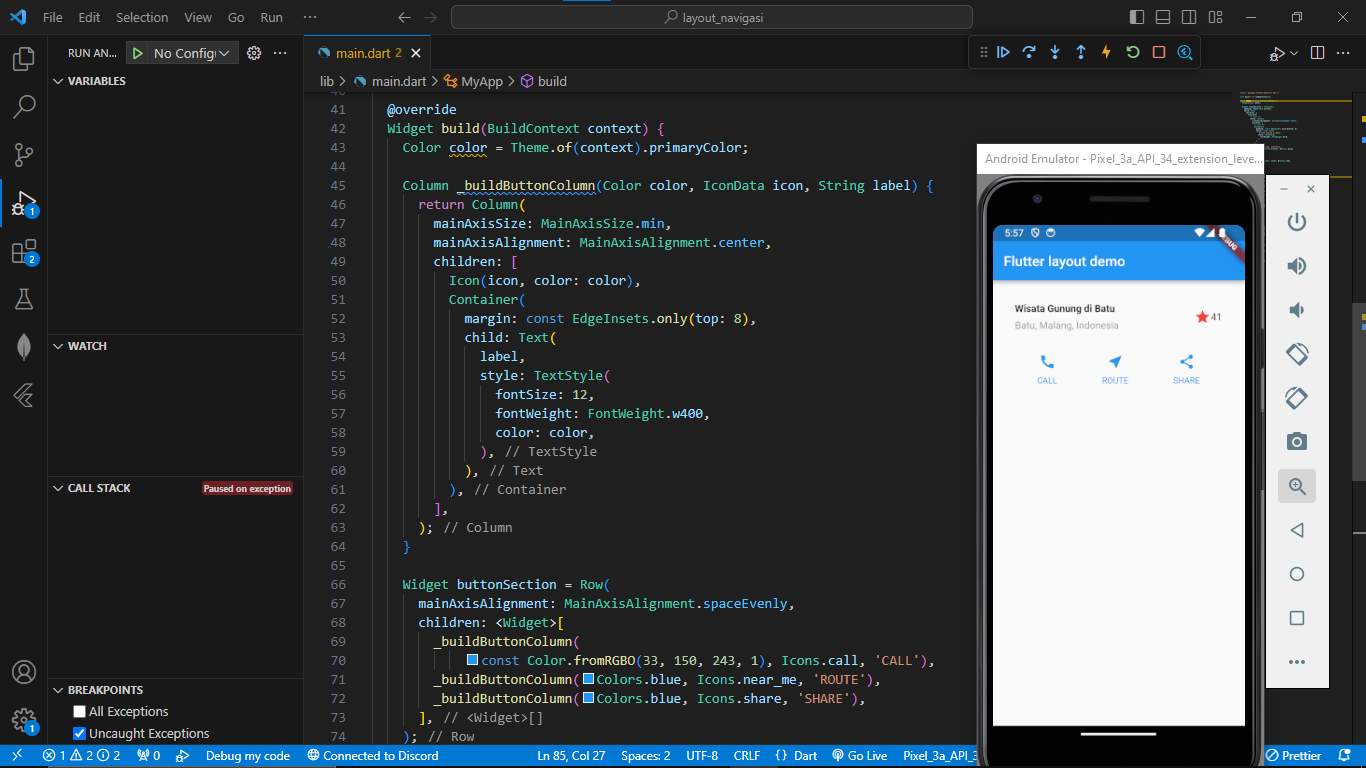 File Edit Selection View Go Run ···
layout_navigasi
RUN AN... No Config
main.dart 2
lib > main.dart > MyApp > build
VARIABLES
WATCH
CALL STACK Paused on exception
BREAKPOINTS
All Exceptions
Uncaught Exceptions
1
2
1
40
41 @override
42 Widget build(BuildContext context) {
43 Color color = Theme.of(context).primaryColor;
44
45 Column _buildButtonColumn(Color color, IconData icon, String label) {
46 return Column(
47 mainAxisSize: MainAxisSize.min,
48 mainAxisAlignment: MainAxisAlignment.center,
49 children: [
50 Icon(icon, color: color),
51 Container(
52 margin: const EdgeInsets.only(top: 8),
53 child: Text(
54 label,
55 style: TextStyle(
56 fontSize: 12,
57 fontWeight: FontWeight.w400,
58 color: color,
59 ), // TextStyle
60 ), // Text
61 ), // Container
62 ],
63 ); // Column
64 }
65
66 Widget buttonSection = Row(
67 mainAxisAlignment: MainAxisAlignment.spaceEvenly,
68 children: <Widget>[
69 _buildButtonColumn(
70 const Color.fromRGBO(33, 150, 243, 1), Icons.call, 'CALL'),
71 _buildButtonColumn(Colors.blue, Icons.near_me, 'ROUTE'),
72 _buildButtonColumn(Colors.blue, Icons.share, 'SHARE'),
73 ], // <Widget>[]
74 ); // Row
Android Emulator - Pixel_3a_API_34_extension_leve...
5:57
Flutter layout demo
Wisata Gunung di Batu
Batu, Malang, Indonesia
41
CALL ROUTE SHARE
1 2 2 0 Debug my code Connected to Discord Ln 85, Col 27 Spaces: 2 UTF-8 CRLF {} Dart Go Live Pixel_3a_API_3 Prettier